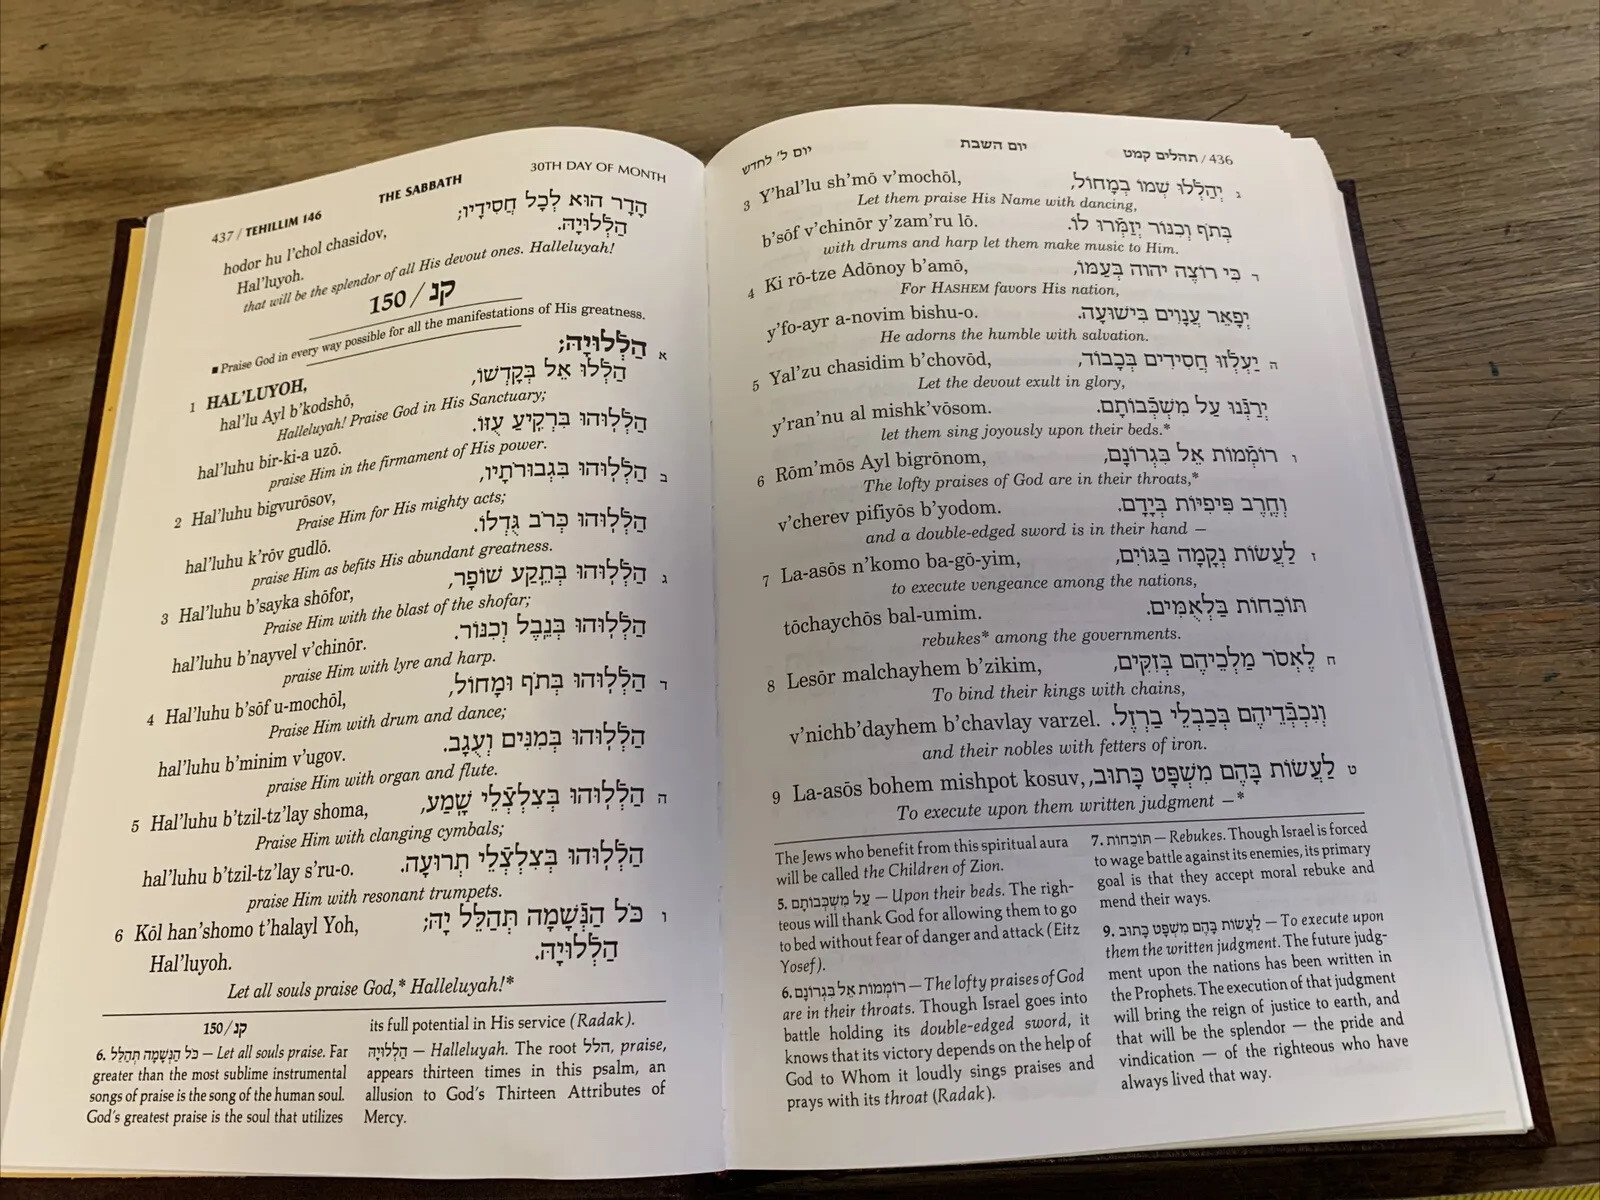 436 / תהלים קמט
יום השבת
יום ל׳ לחדש
3 Y'hal'lu sh'mō v'mochōl, יְהַלְלוּ שְׁמוֹ בְמָחוֹל, ג
Let them praise His Name with dancing,
b'sōf v'chinōr y'zam'ru lō. בְּתֹף וְכִנּוֹר יְזַמְּרוּ לוֹ.
with drums and harp let them make music to Him.
4 Ki rō-tze Adōnoy b'amō, כִּי רוֹצֶה יהוה בְּעַמּוֹ, ד
For HASHEM favors His nation,
y'fo-ayr a-novim bishu-o. יְפָאֵר עֲנָוִים בִּישׁוּעָה.
He adorns the humble with salvation.
5 Yal'zu chasidim b'chovōd, יַעְלְזוּ חֲסִידִים בְּכָבוֹד, ה
Let the devout exult in glory,
y'ran'nu al mishk'vōsom. יְרַנְּנוּ עַל מִשְׁכְּבוֹתָם.
let them sing joyously upon their beds.*
6 Rōm'mōs Ayl bigrōnom, רוֹמְמוֹת אֵל בִּגְרוֹנָם, ו
The lofty praises of God are in their throats,*
v'cherev pifiyōs b'yodom. וְחֶרֶב פִּיפִיּוֹת בְּיָדָם.
and a double-edged sword is in their hand —
7 La-asōs n'komo ba-gō-yim, לַעֲשׂוֹת נְקָמָה בַּגּוֹיִם, ז
to execute vengeance among the nations,
tōchaychōs bal-umim. תּוֹכֵחוֹת בַּלְאֻמִּים.
rebukes* among the governments.
8 Lesōr malchayhem b'zikim, לֶאְסֹר מַלְכֵיהֶם בְּזִקִּים, ח
To bind their kings with chains,
v'nichb'dayhem b'chavlay varzel. וְנִכְבְּדֵיהֶם בְּכַבְלֵי בַרְזֶל.
and their nobles with fetters of iron.
9 La-asōs bohem mishpot kosuv, לַעֲשׂוֹת בָּהֶם מִשְׁפָּט כָּתוּב, ט
To execute upon them written judgment —*
The Jews who benefit from this spiritual aura
will be called the Children of Zion.
5. עַל מִשְׁכְּבוֹתָם — Upon their beds. The righ-
teous will thank God for allowing them to go
to bed without fear of danger and attack (Eitz
Yosef).
6. רוֹמְמוֹת אֵל בִּגְרוֹנָם — The lofty praises of God
are in their throats. Though Israel goes into
battle holding its double-edged sword, it
knows that its victory depends on the help of
God to Whom it loudly sings praises and
prays with its throat (Radak).
7. תּוֹכֵחוֹת — Rebukes. Though Israel is forced
to wage battle against its enemies, its primary
goal is that they accept moral rebuke and
mend their ways.
9. לַעֲשׂוֹת בָּהֶם מִשְׁפָּט כָּתוּב — To execute upon
them the written judgment. The future judg-
ment upon the nations has been written in
the Prophets. The execution of that judgment
will bring the reign of justice to earth, and
that will be the splendor — the pride and
vindication — of the righteous who have
always lived that way.
437 / TEHILLIM 146
THE SABBATH
30TH DAY OF MONTH
hodor hu l'chol chasidov, הָדָר הוּא לְכָל חֲסִידָיו;
Hal'luyoh. הַלְלוּיָהּ.
that will be the splendor of all His devout ones. Halleluyah!
150 / קנ
■ Praise God in every way possible for all the manifestations of His greatness.
1 HAL'LUYOH, הַלְלוּיָהּ; א
hal'lu Ayl b'kodshō, הַלְלוּ אֵל בְּקָדְשׁוֹ,
Halleluyah! Praise God in His Sanctuary;
hal'luhu bir-ki-a uzō. הַלְלוּהוּ בִּרְקִיעַ עֻזּוֹ.
praise Him in the firmament of His power.
2 Hal'luhu bigvurōsov, הַלְלוּהוּ בִגְבוּרֹתָיו, ב
Praise Him for His mighty acts;
hal'luhu k'rōv gudlō. הַלְלוּהוּ כְּרֹב גֻּדְלוֹ.
praise Him as befits His abundant greatness.
3 Hal'luhu b'sayka shōfor, הַלְלוּהוּ בְּתֵקַע שׁוֹפָר, ג
Praise Him with the blast of the shofar;
hal'luhu b'nayvel v'chinōr. הַלְלוּהוּ בְּנֵבֶל וְכִנּוֹר.
praise Him with lyre and harp.
4 Hal'luhu b'sōf u-mochōl, הַלְלוּהוּ בְּתֹף וּמָחוֹל, ד
Praise Him with drum and dance;
hal'luhu b'minim v'ugov. הַלְלוּהוּ בְּמִנִּים וְעֻגָב.
praise Him with organ and flute.
5 Hal'luhu b'tzil-tz'lay shoma, הַלְלוּהוּ בְּצִלְצְלֵי שָׁמַע, ה
Praise Him with clanging cymbals;
hal'luhu b'tzil-tz'lay s'ru-o. הַלְלוּהוּ בְּצִלְצְלֵי תְרוּעָה.
praise Him with resonant trumpets.
6 Kōl han'shomo t'halayl Yoh, כֹּל הַנְּשָׁמָה תְּהַלֵּל יָהּ; ו
Hal'luyoh. הַלְלוּיָהּ.
Let all souls praise God,* Halleluyah!*
150 / קנ
6. כֹּל הַנְּשָׁמָה תְּהַלֵּל — Let all souls praise. Far
greater than the most sublime instrumental
songs of praise is the song of the human soul.
God's greatest praise is the soul that utilizes
its full potential in His service (Radak).
הַלְלוּיָהּ — Halleluyah. The root הלל, praise,
appears thirteen times in this psalm, an
allusion to God's Thirteen Attributes of
Mercy.